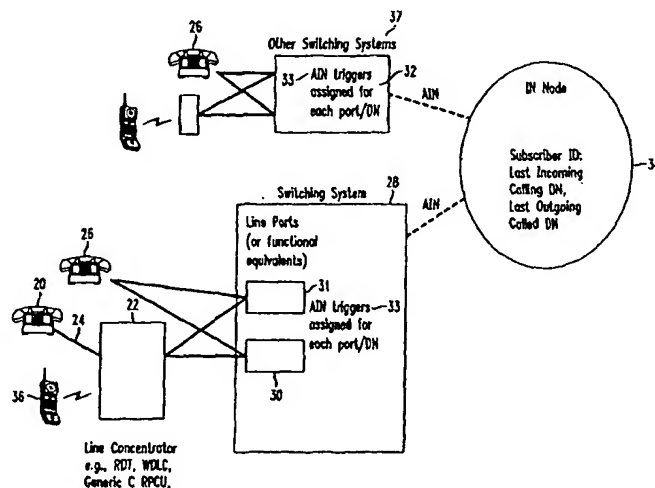 37
26
Other Switching Systems
33 AIN triggers 32
assigned for
each port/DN
AIN
IN Node
Subscriber ID:
Last Incoming
Calling DN,
Last Outgoing
Called DN
3
Switching System
28
AIN
Line Ports
(or functional
equivalents)
31
AIN triggers 33
assigned for
each port/DN
30
26
20
22
24
36
Line Concentrator
e.g., RDT, WDLC,
Generic C RPCU,